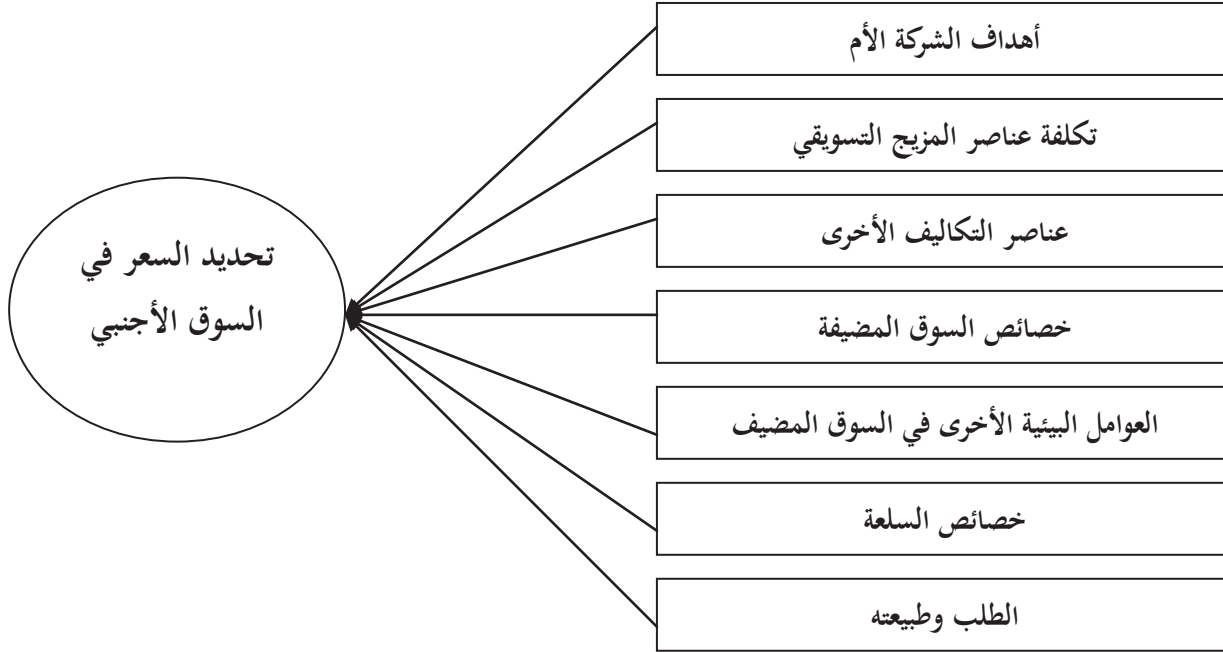 أهداف الشركة الأم
تكلفة عناصر المزيج التسويقي
عناصر التكاليف الأخرى
خصائص السوق المضيفة
العوامل البيئية الأخرى في السوق المضيف
خصائص السلعة
الطلب وطبيعته
تحديد السعر في
السوق الأجنبي